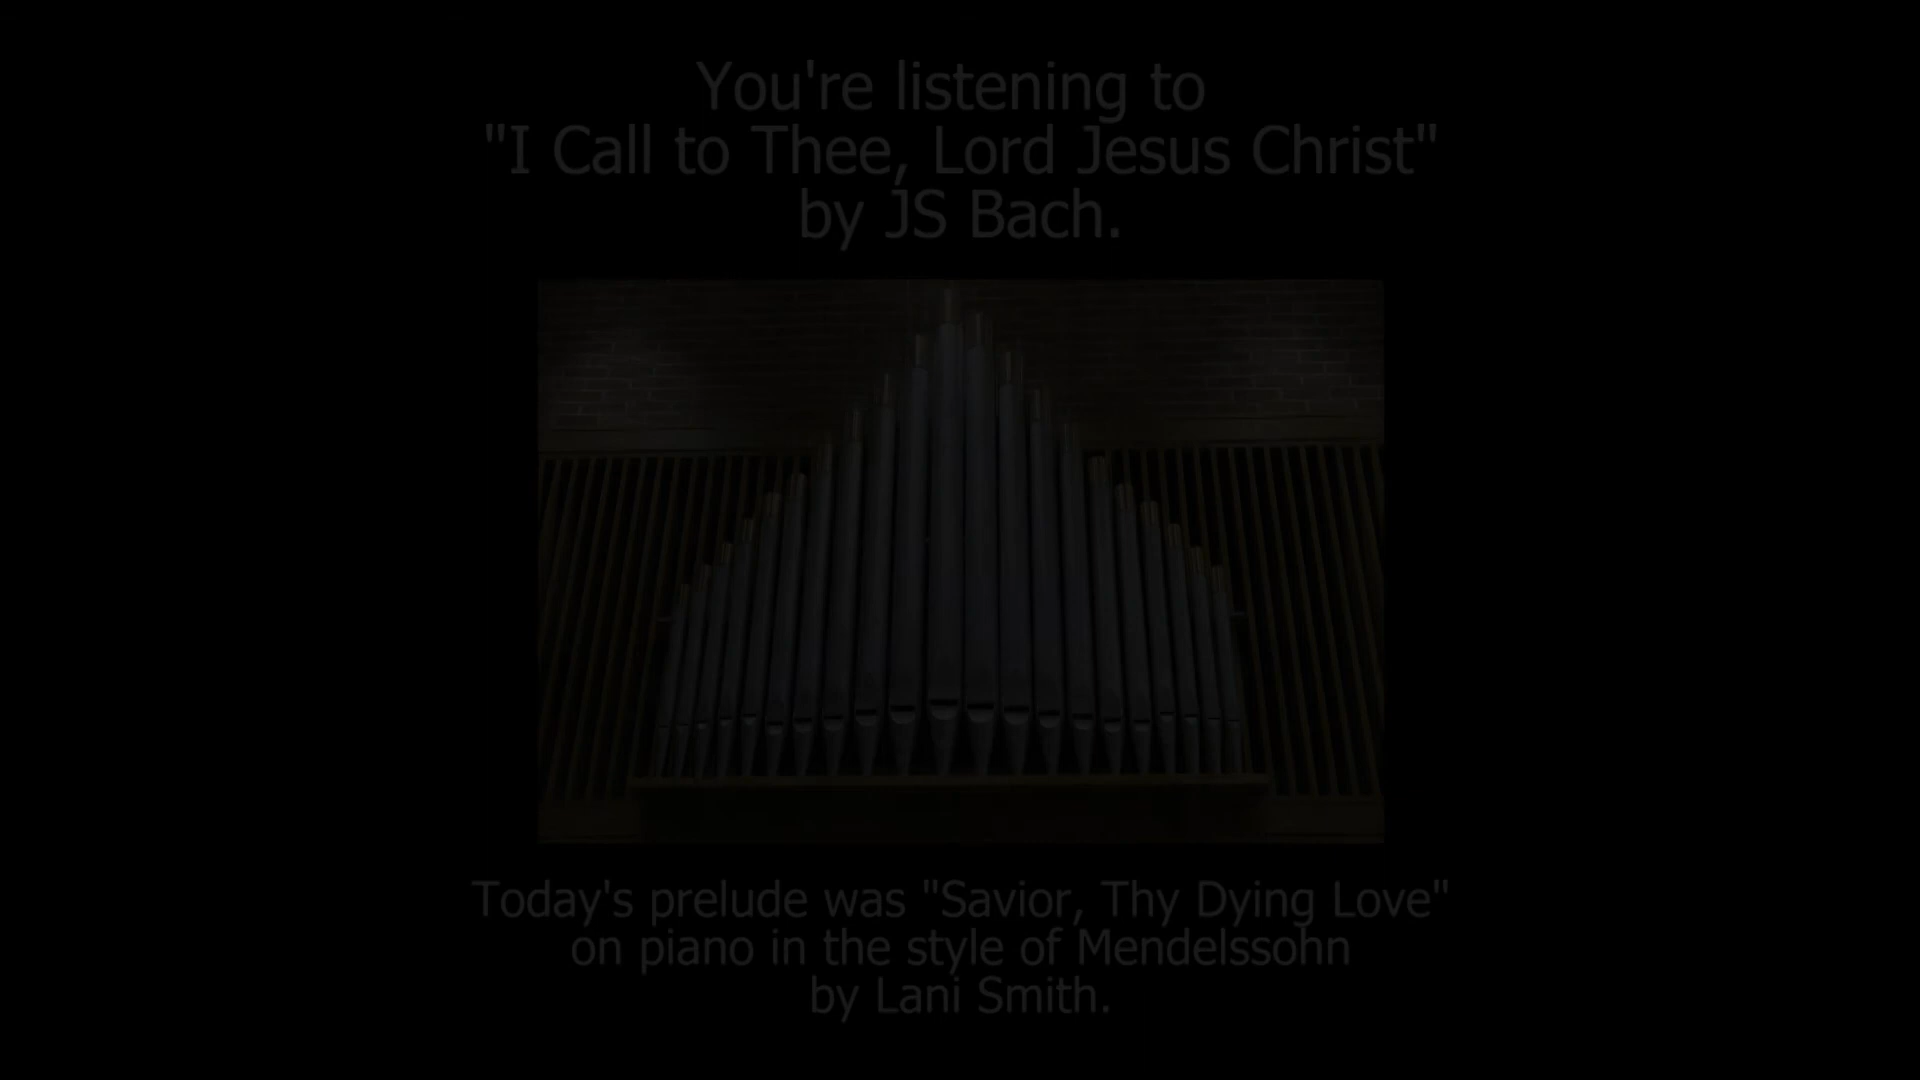 You're listening to
"I Call to Thee, Lord Jesus Christ"
by JS Bach.
Today's prelude was "Savior, Thy Dying Love"
on piano in the style of Mendelssohn
by Lani Smith.